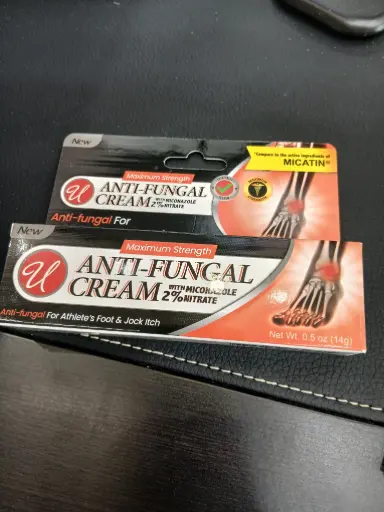 New
*Compare to the active ingredients of
MICATIN®
Maximum Strength
U
ANTI-FUNGAL
CREAM WITH MICONAZOLE
2% NITRATE
Anti-fungal For
New
Maximum Strength
U
ANTI-FUNGAL
CREAM WITH MICONAZOLE
2% NITRATE
Anti-fungal For Athlete's Foot & Jock Itch
Net Wt. 0.5 oz (14g)